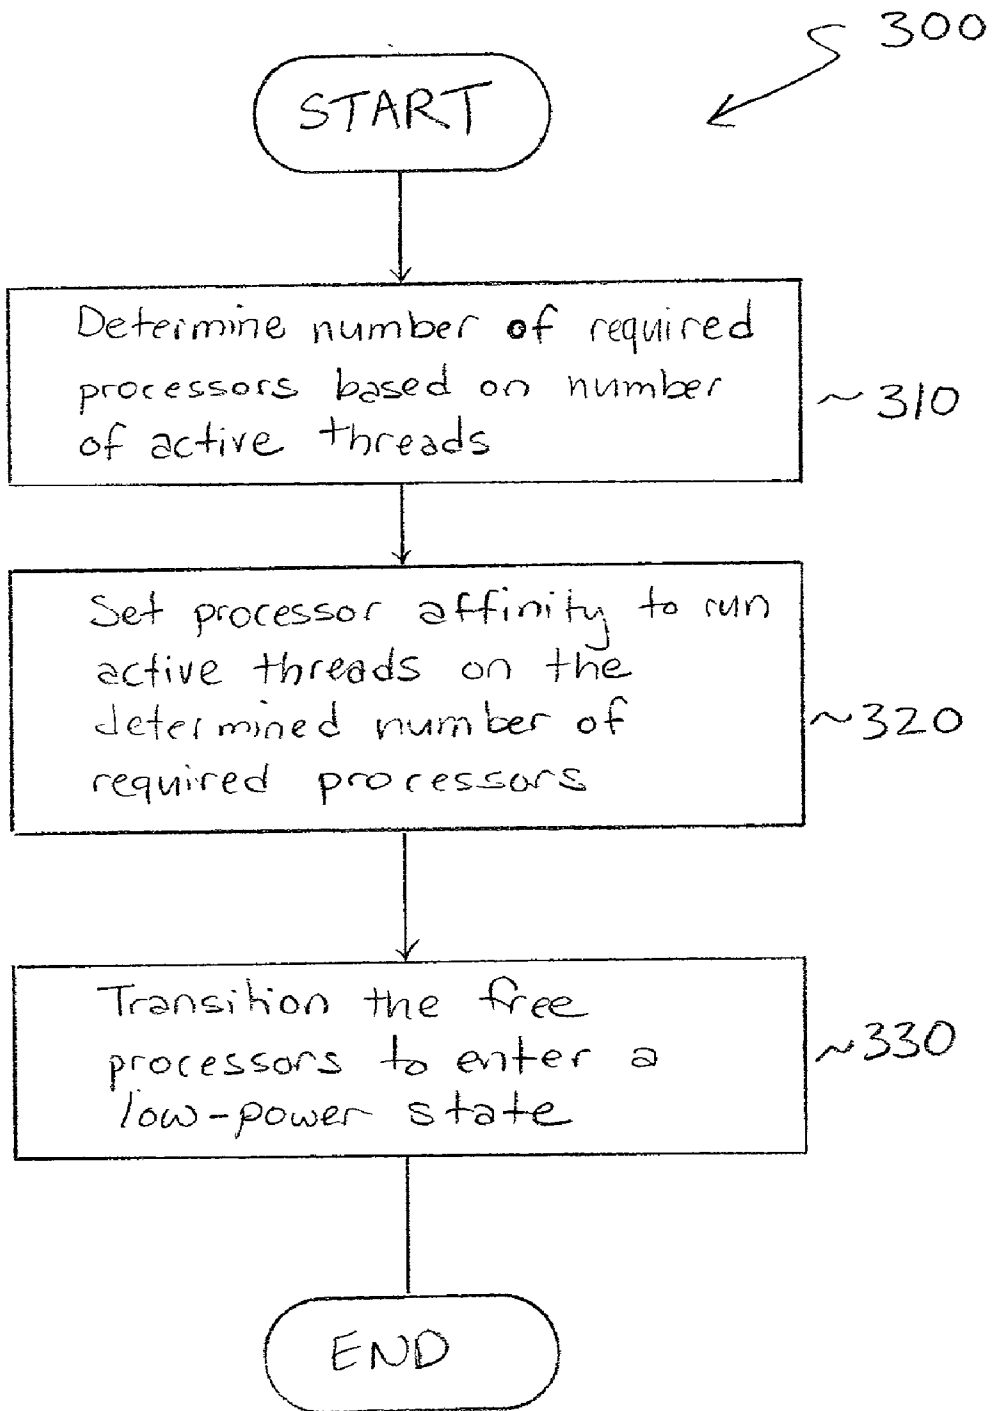 300
START
Determine number of required
processors based on number
of active threads
~310
Set processor affinity to run
active threads on the
determined number of
required processors
~320
Transition the free
processors to enter a
low-power state
~330
END